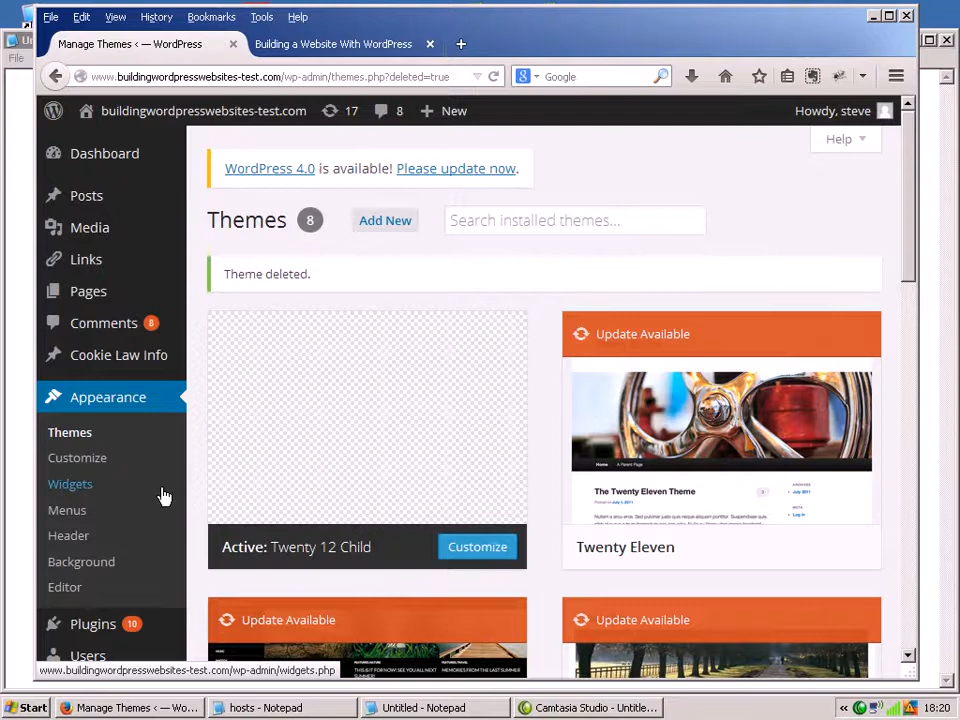 File Edit View History Bookmarks Tools Help
Manage Themes < — WordPress
Building a Website With WordPress
File
www.buildingwordpresswebsites-test.com/wp-admin/themes.php?deleted=true
Google
buildingwordpresswebsites-test.com 17 8 New Howdy, steve
Help
Dashboard
Posts
Media
Links
Pages
Comments 8
Cookie Law Info
Appearance
Themes
Customize
Widgets
Menus
Header
Background
Editor
Plugins 10
Users
WordPress 4.0 is available! Please update now.
Themes 8 Add New Search installed themes...
Theme deleted.
Active: Twenty 12 Child Customize
Update Available
Home A Parent Page
The Twenty Eleven Theme
Twenty Eleven
Update Available
Update Available
www.buildingwordpresswebsites-test.com/wp-admin/widgets.php
Start Manage Themes < — Wo... hosts - Notepad Untitled - Notepad Camtasia Studio - Untitle... 18:20